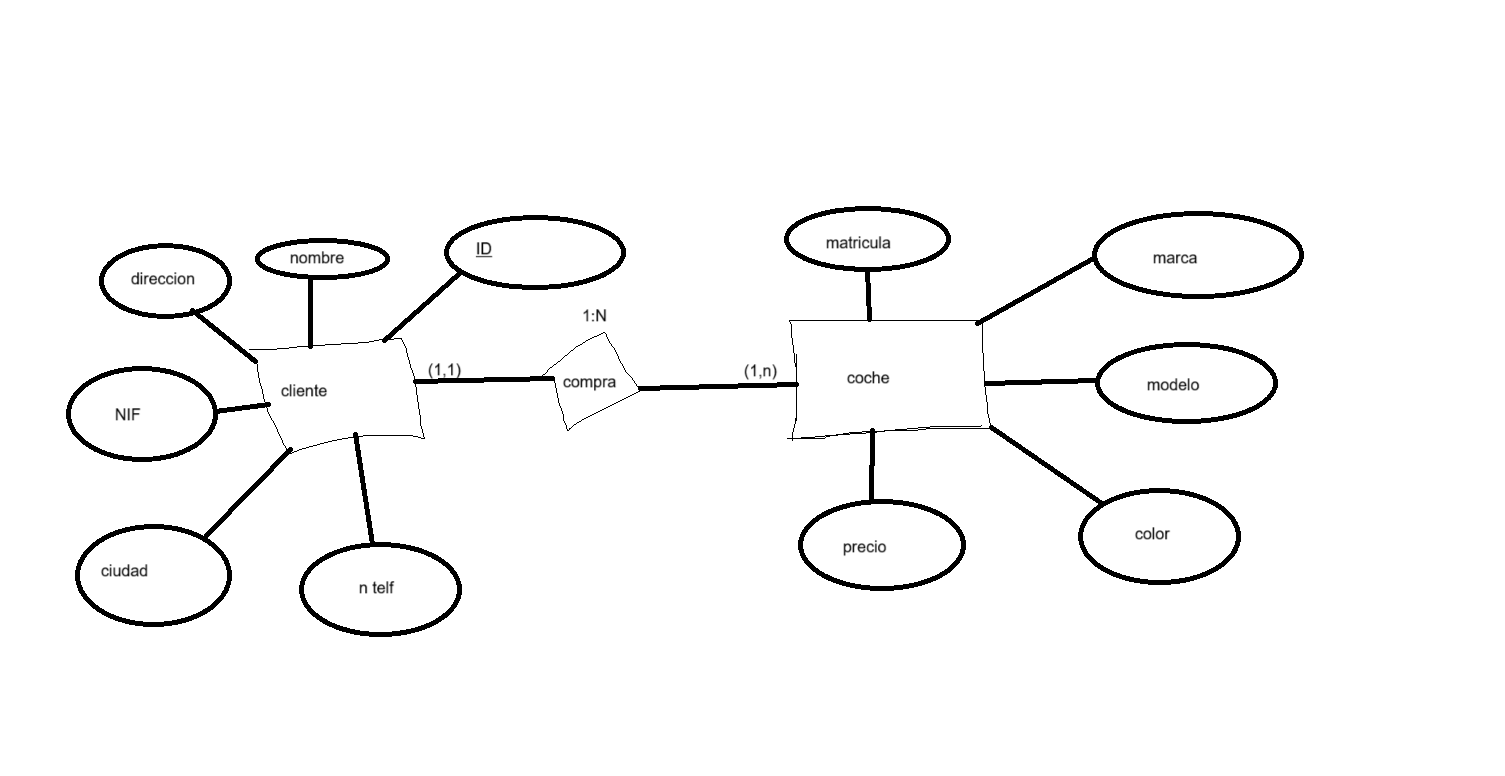 direccion
nombre
ID
matricula
marca
1:N
(1,1)
(1,n)
cliente
compra
coche
modelo
NIF
ciudad
n telf
precio
color